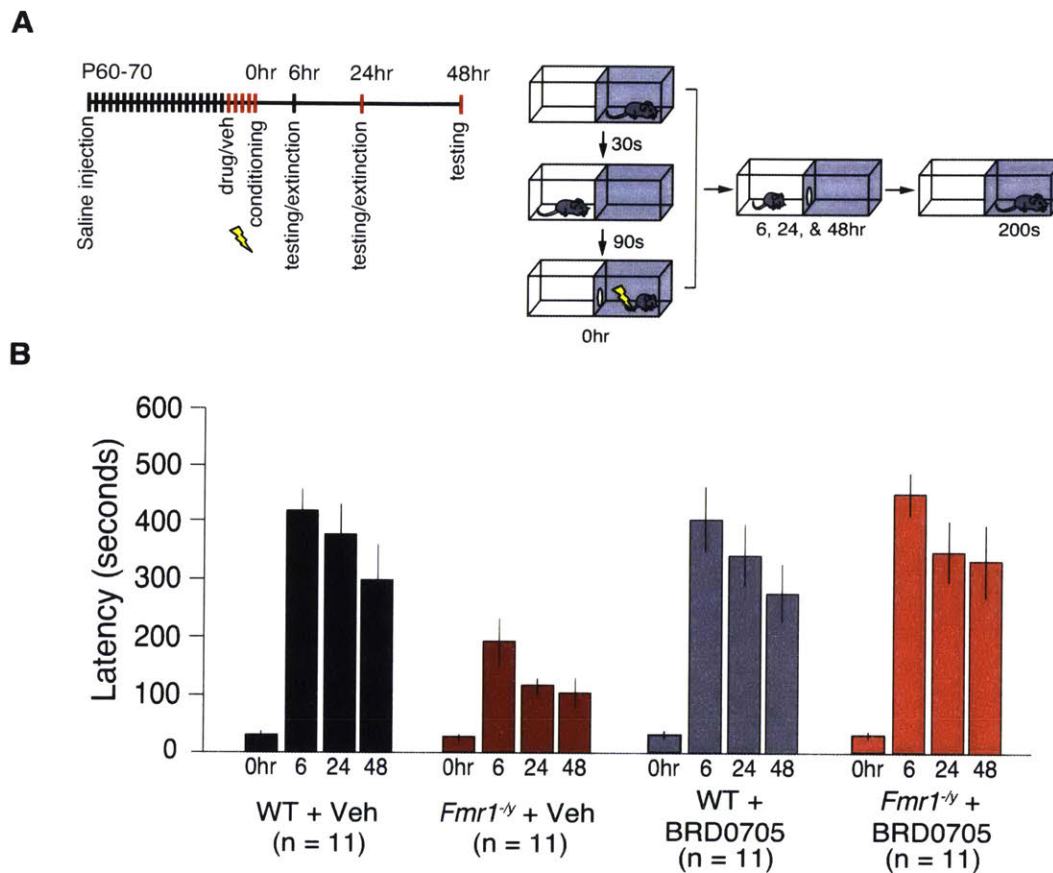 A
P60-70 0hr 6hr 24hr 48hr
Saline injection
drug/veh
conditioning
testing/extinction
testing/extinction
testing
30s
90s
0hr
6, 24, & 48hr
200s
B
Latency (seconds)
600
500
400
300
200
100
0
0hr 6 24 48 0hr 6 24 48 0hr 6 24 48 0hr 6 24 48
WT + Veh
(n = 11)
Fmr1-/y + Veh
(n = 11)
WT +
BRD0705
(n = 11)
Fmr1-/y +
BRD0705
(n = 11)